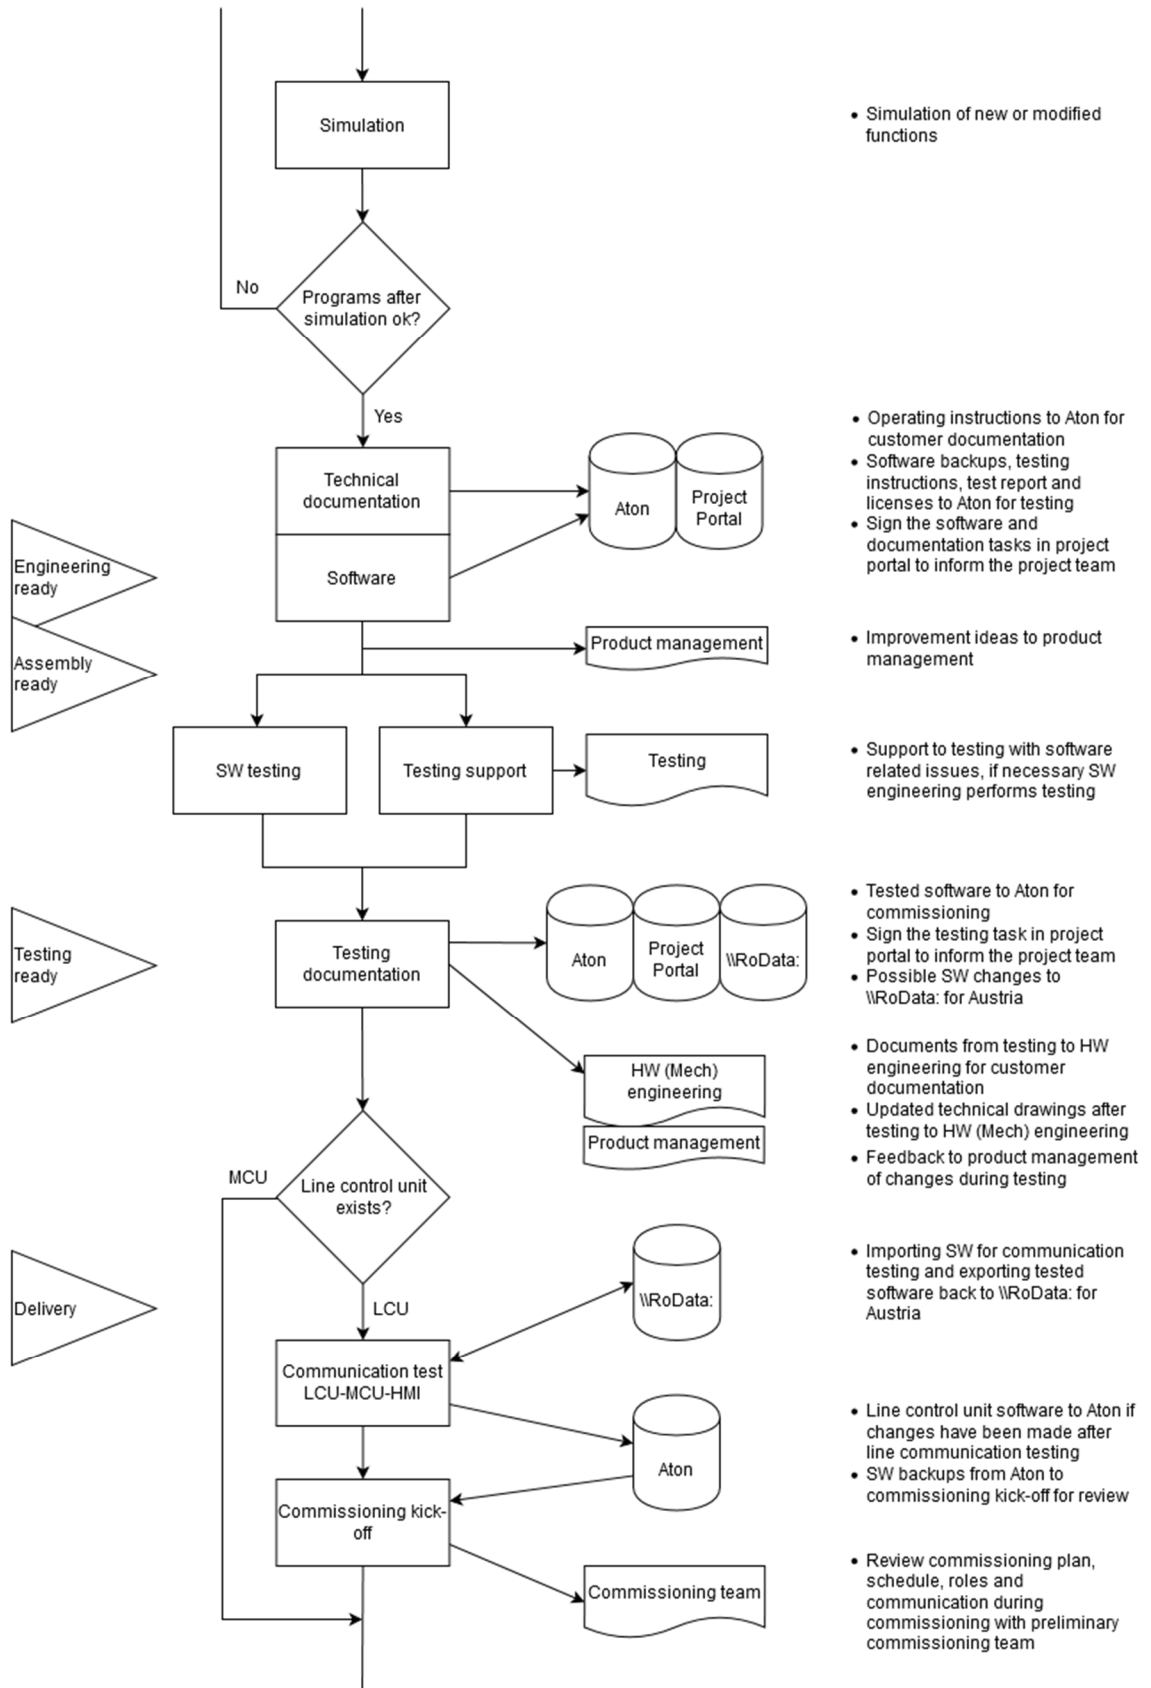 Simulation
• Simulation of new or modified
functions
No
Programs after
simulation ok?
Yes
Technical
documentation
Software
Aton
Project
Portal
• Operating instructions to Aton for
customer documentation
• Software backups, testing
instructions, test report and
licenses to Aton for testing
• Sign the software and
documentation tasks in project
portal to inform the project team
Engineering
ready
Assembly
ready
Product management
• Improvement ideas to product
management
SW testing
Testing support
Testing
• Support to testing with software
related issues, if necessary SW
engineering performs testing
Testing
ready
Testing
documentation
Aton
Project
Portal
\\RoData:
• Tested software to Aton for
commissioning
• Sign the testing task in project
portal to inform the project team
• Possible SW changes to
\\RoData: for Austria
HW (Mech)
engineering
Product management
• Documents from testing to HW
engineering for customer
documentation
• Updated technical drawings after
testing to HW (Mech) engineering
• Feedback to product management
of changes during testing
MCU
Line control unit
exists?
LCU
Delivery
\\RoData:
• Importing SW for communication
testing and exporting tested
software back to \\RoData: for
Austria
Communication test
LCU-MCU-HMI
Aton
• Line control unit software to Aton if
changes have been made after
line communication testing
• SW backups from Aton to
commissioning kick-off for review
Commissioning kick-
off
Commissioning team
• Review commissioning plan,
schedule, roles and
communication during
commissioning with preliminary
commissioning team